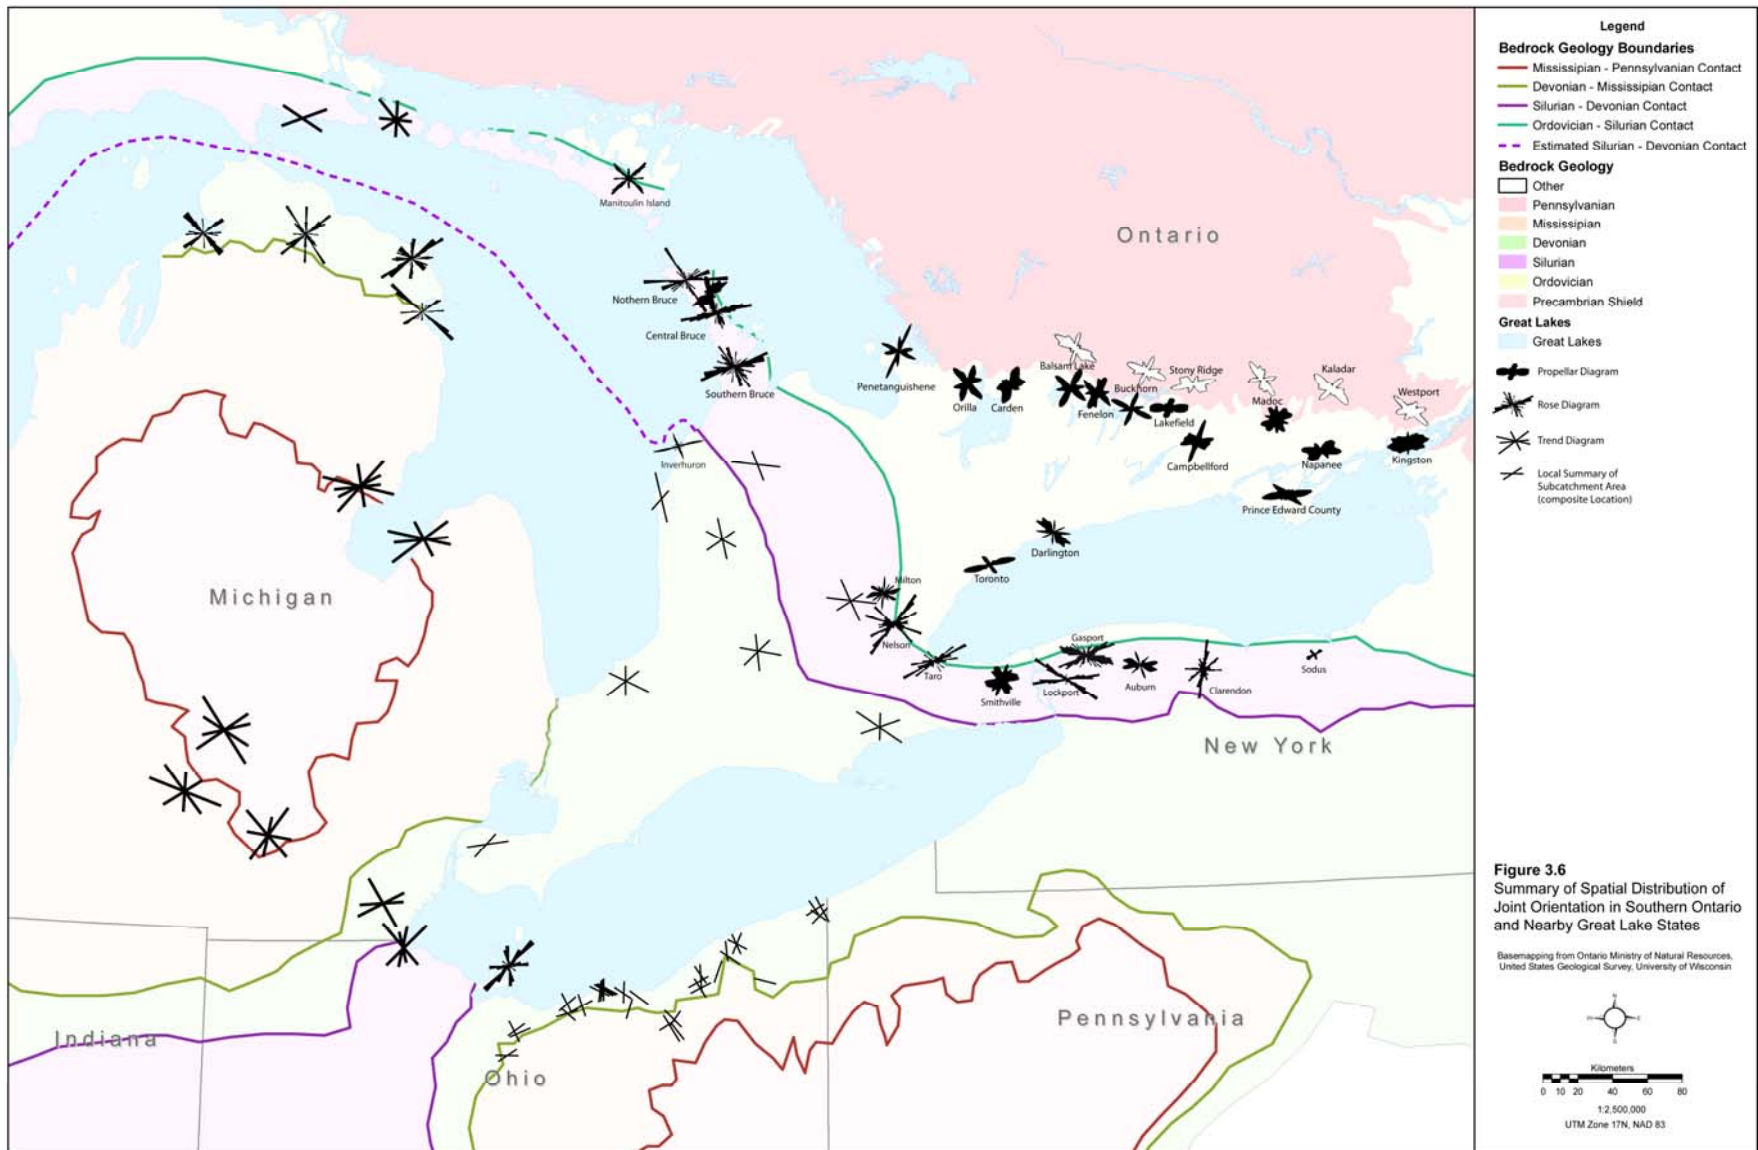 Legend
Bedrock Geology Boundaries
Mississipian - Pennsylvanian Contact
Devonian - Mississipian Contact
Silurian - Devonian Contact
Ordovician - Silurian Contact
Estimated Silurian - Devonian Contact
Bedrock Geology
Other
Pennsylvanian
Mississipian
Devonian
Silurian
Ordovician
Precambrian Shield
Great Lakes
Great Lakes
Propellar Diagram
Rose Diagram
Trend Diagram
Local Summary of
Subcatchment Area
(composite Location)
Manitoulin Island
Ontario
Nothern Bruce
Central Bruce
Southern Bruce
Penetanguishene
Orilla
Carden
Balsam Lake
Fenelon
Buckhorn
Stony Ridge
Lakefield
Madoc
Kaladar
Westport
Campbellford
Napanee
Kingston
Inverhuron
Prince Edward County
Darlington
Toronto
Michigan
Milton
Nelson
Taro
Smithville
Gasport
Lockport
Auburn
Clarendon
Sodus
New York
Indiana
Ohio
Pennsylvania
Figure 3.6
Summary of Spatial Distribution of
Joint Orientation in Southern Ontario
and Nearby Great Lake States
Basemapping from Ontario Ministry of Natural Resources,
United States Geological Survey, University of Wisconsin
N
W
E
S
Kilometers
0 10 20 40 60 80
1:2,500,000
UTM Zone 17N, NAD 83